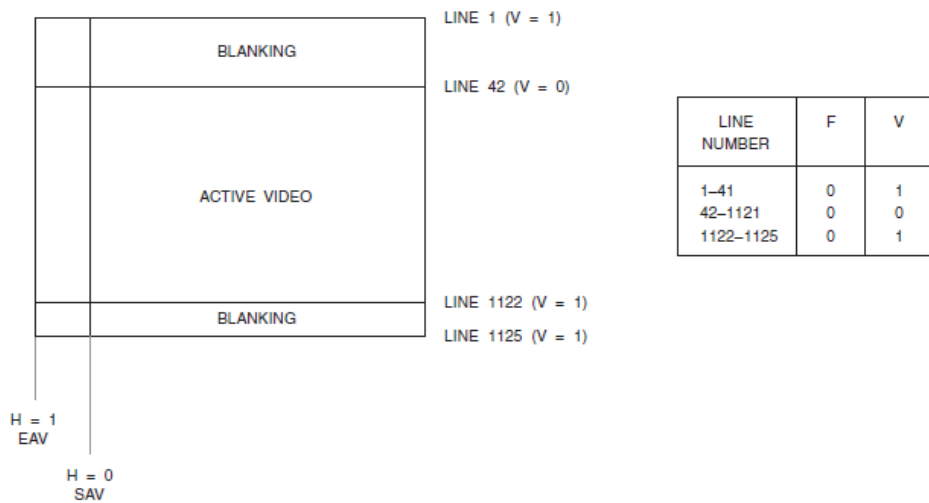 LINE 1 (V = 1)
BLANKING
LINE 42 (V = 0)
ACTIVE VIDEO
LINE 1122 (V = 1)
BLANKING
LINE 1125 (V = 1)
H = 1
EAV
H = 0
SAV
LINE NUMBER F V
1–41 0 1
42–1121 0 0
1122–1125 0 1